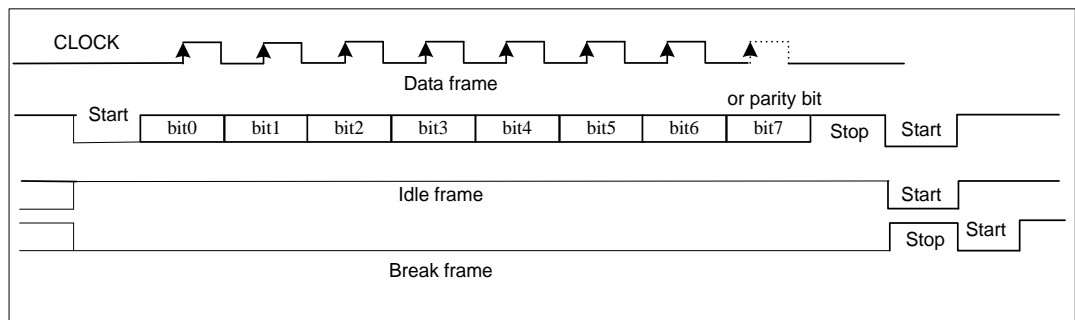 CLOCK
Data frame
or parity bit
Start bit0 bit1 bit2 bit3 bit4 bit5 bit6 bit7 Stop Start
Idle frame Start
Stop Start
Break frame